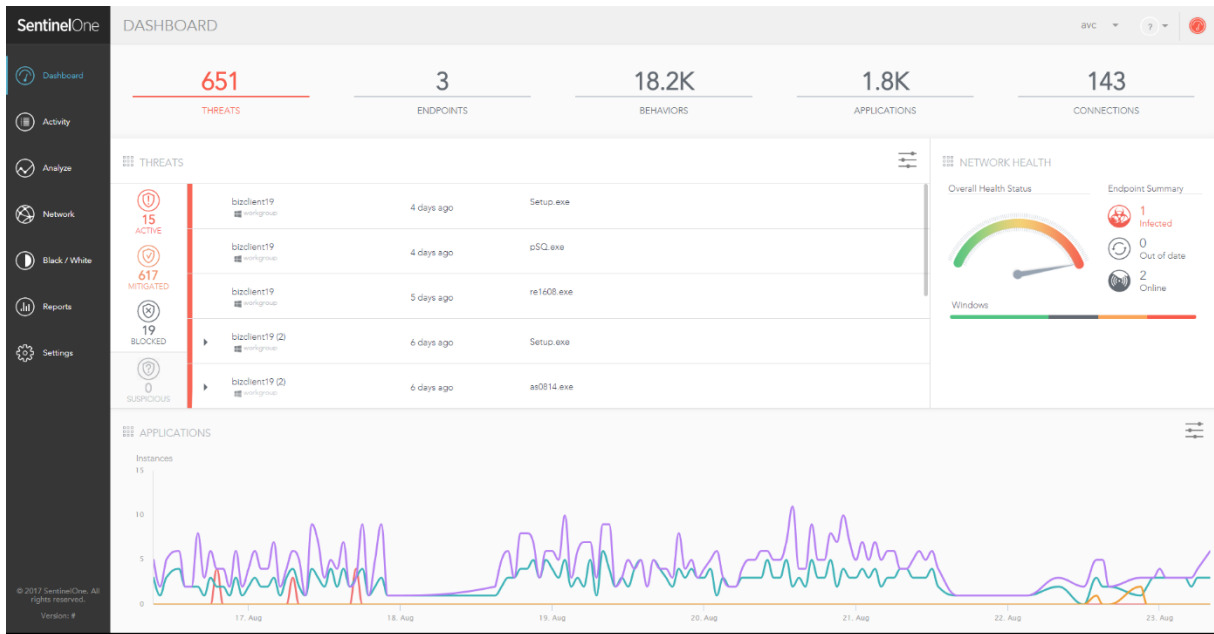 SentinelOne
DASHBOARD
avc
?
Dashboard
Activity
Analyze
Network
Black / White
Reports
Settings
© 2017 SentinelOne. All
rights reserved.
Version: #
651
THREATS
3
ENDPOINTS
18.2K
BEHAVIORS
1.8K
APPLICATIONS
143
CONNECTIONS
THREATS
15
ACTIVE
617
MITIGATED
19
BLOCKED
0
SUSPICIOUS
bizclient19 4 days ago Setup.exe
workgroup
bizclient19 4 days ago pSQ.exe
workgroup
bizclient19 5 days ago re1608.exe
workgroup
bizclient19 (2) 6 days ago Setup.exe
workgroup
bizclient19 (2) 6 days ago as0814.exe
workgroup
NETWORK HEALTH
Overall Health Status
Endpoint Summary
1
Infected
0
Out of date
2
Online
Windows
APPLICATIONS
Instances
15
10
5
0
17. Aug 18. Aug 19. Aug 20. Aug 21. Aug 22. Aug 23. Aug